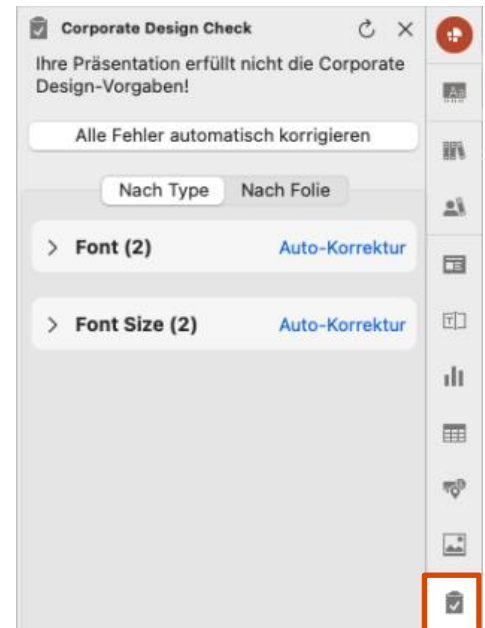 Corporate Design Check
Ihre Präsentation erfüllt nicht die Corporate
Design-Vorgaben!
Alle Fehler automatisch korrigieren
Nach Type Nach Folie
Font (2) Auto-Korrektur
Font Size (2) Auto-Korrektur
Aa
T